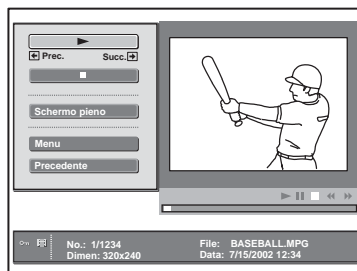 Prec. Succ.
Schermo pieno
Menu
Precedente
No.: 1/1234 File: BASEBALL.MPG
Dimen: 320x240 Data: 7/15/2002 12:34